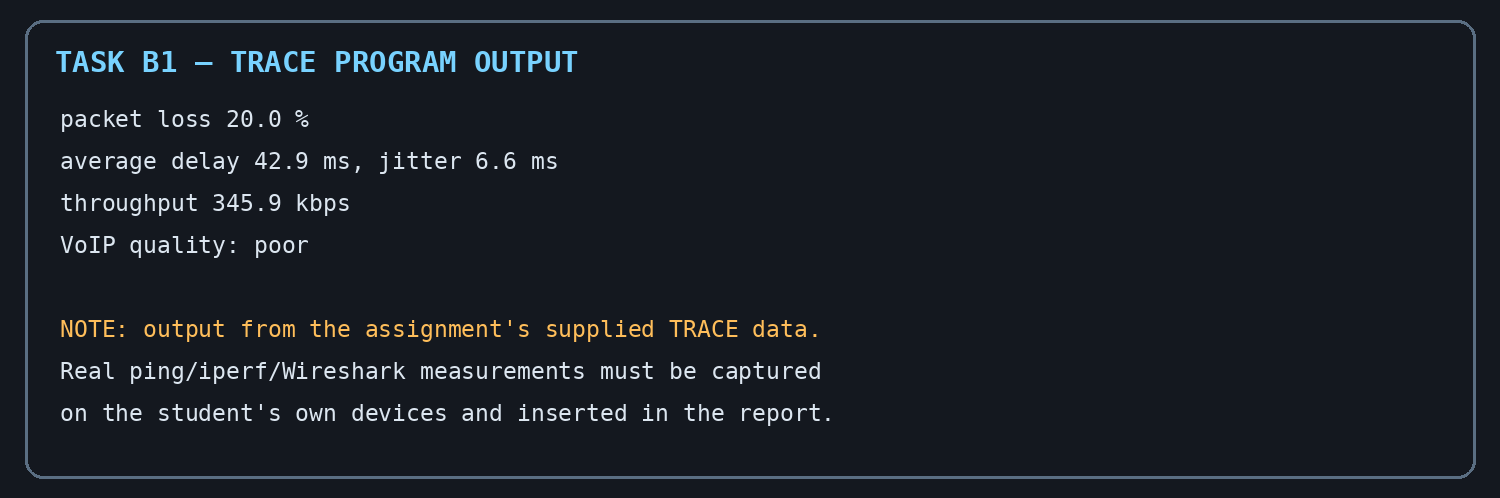 TASK B1 — TRACE PROGRAM OUTPUT
packet loss 20.0 %
average delay 42.9 ms, jitter 6.6 ms
throughput 345.9 kbps
VoIP quality: poor
NOTE: output from the assignment's supplied TRACE data.
Real ping/iperf/Wireshark measurements must be captured
on the student's own devices and inserted in the report.